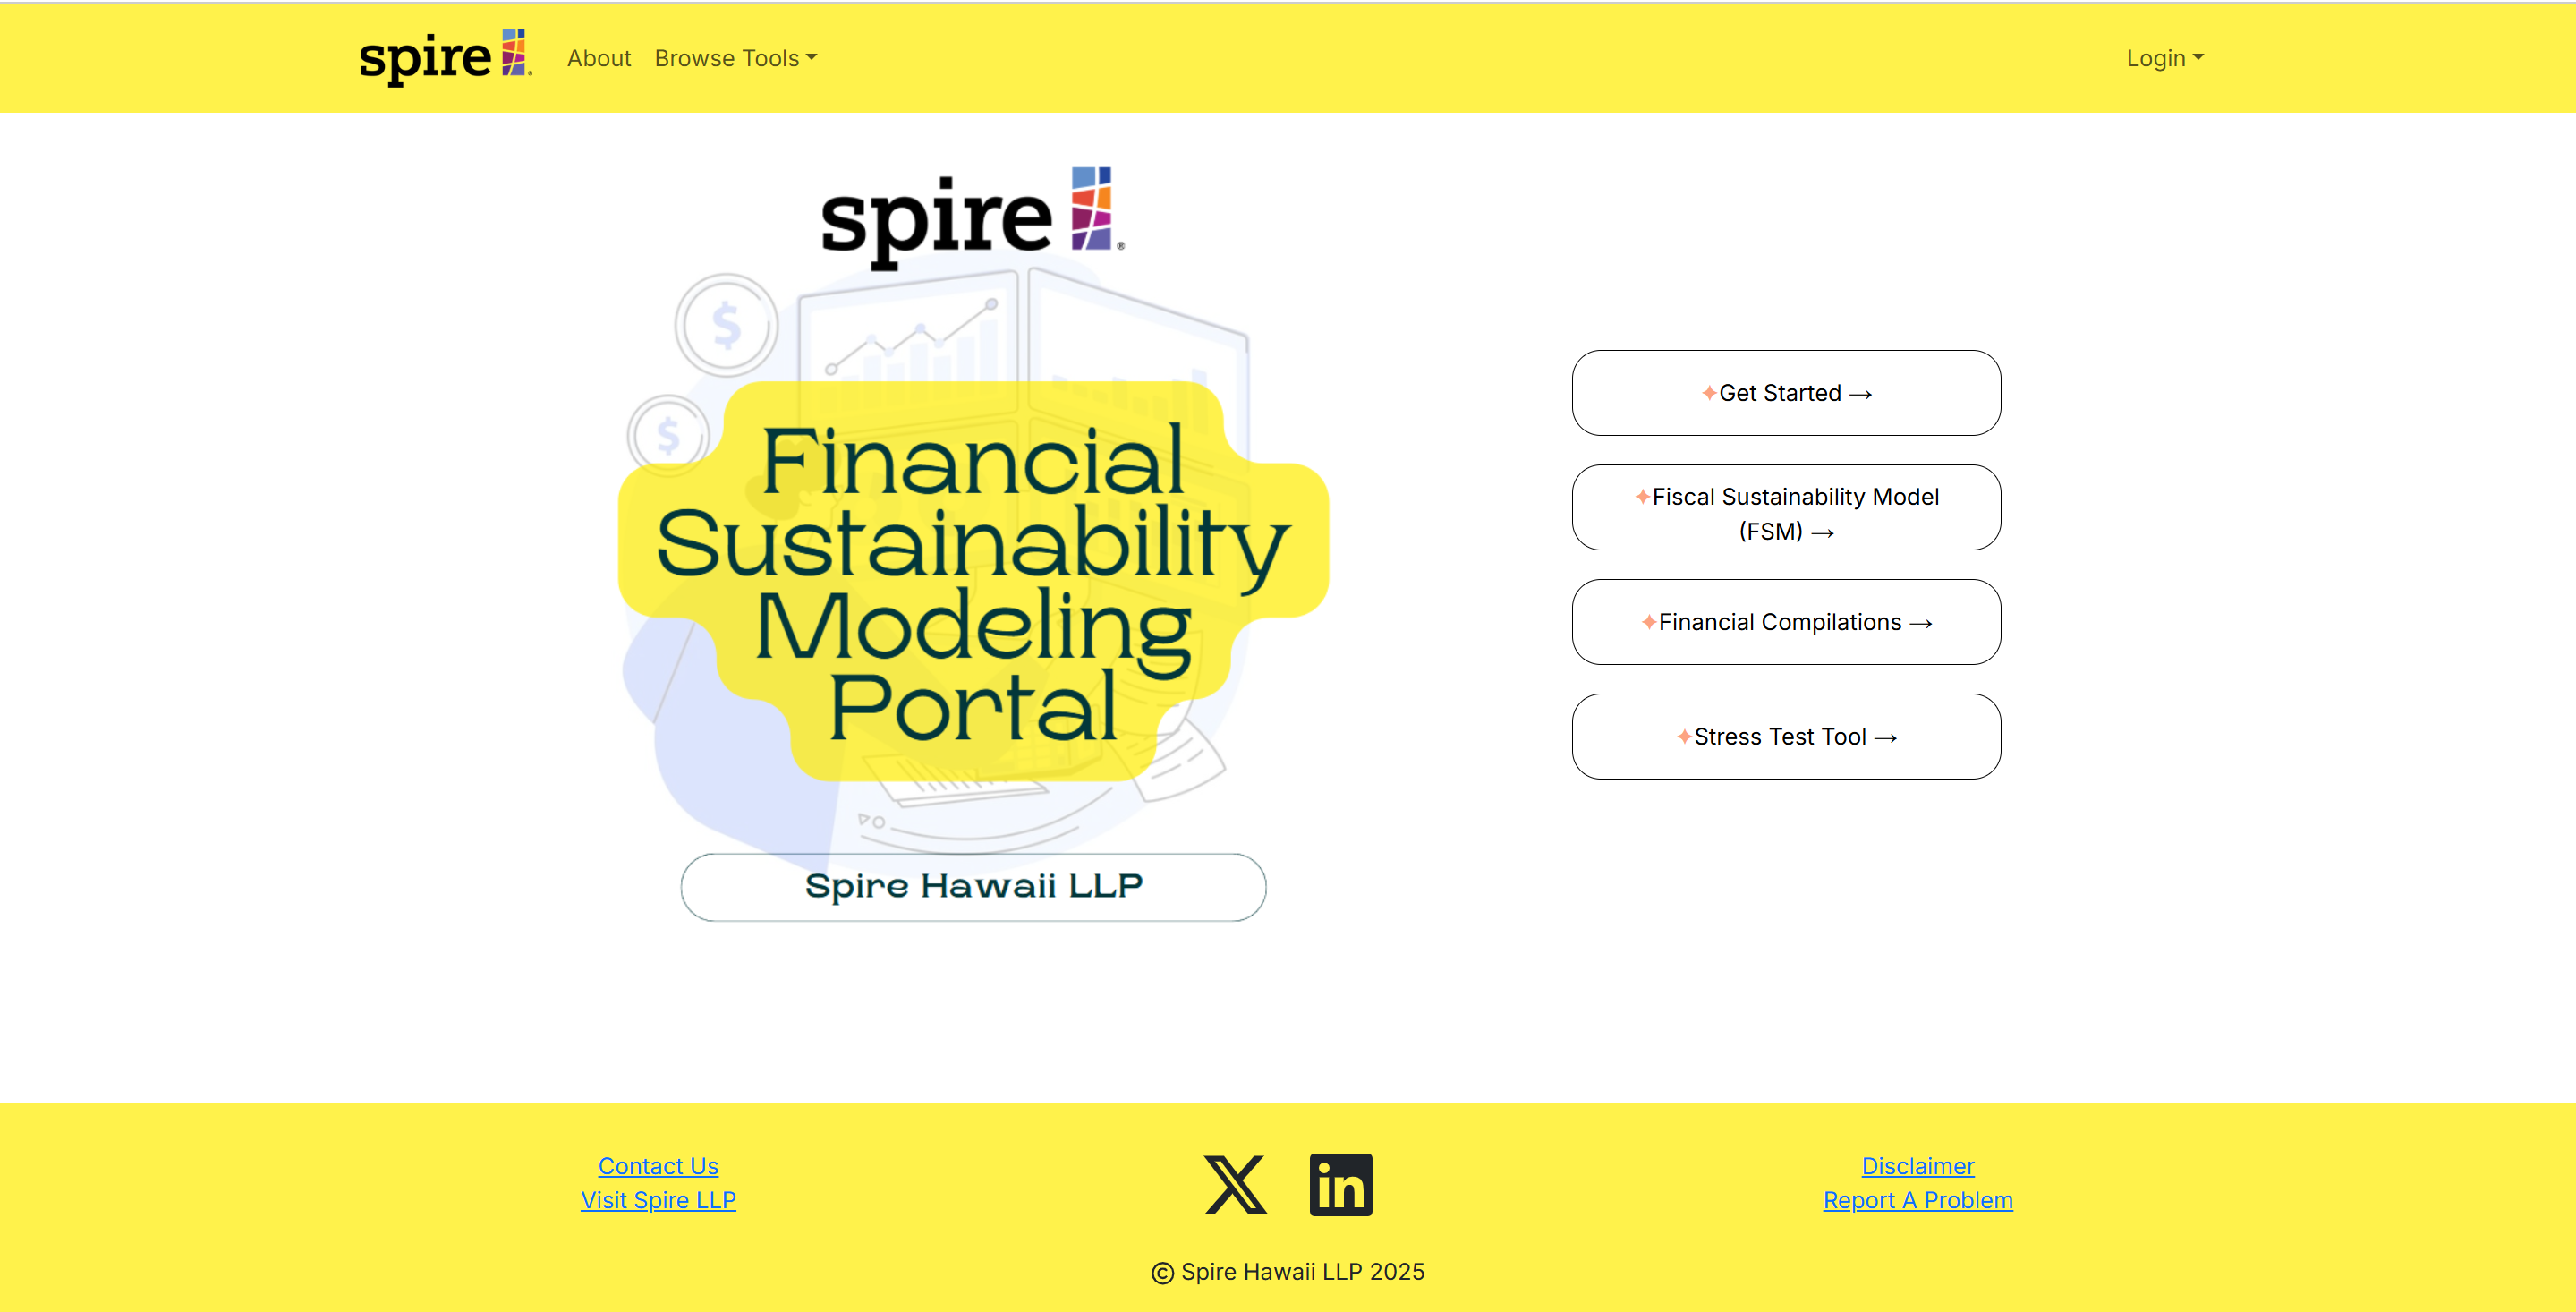 spire
About
Browse Tools
Login
spire®
$
$
Financial
Sustainability
Modeling
Portal
Spire Hawaii LLP
✦Get Started →
✦Fiscal Sustainability Model
(FSM) →
✦Financial Compilations →
✦Stress Test Tool →
Contact Us
Visit Spire LLP
X
in
Disclaimer
Report A Problem
© Spire Hawaii LLP 2025